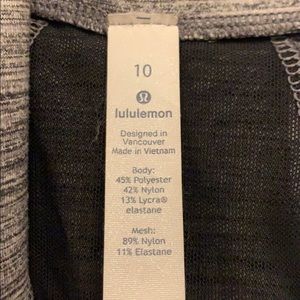 10
lululemon
Designed in
Vancouver
Made in Vietnam
Body:
45% Polyester
42% Nylon
13% Lycra®
elastane
Mesh:
89% Nylon
11% Elastane